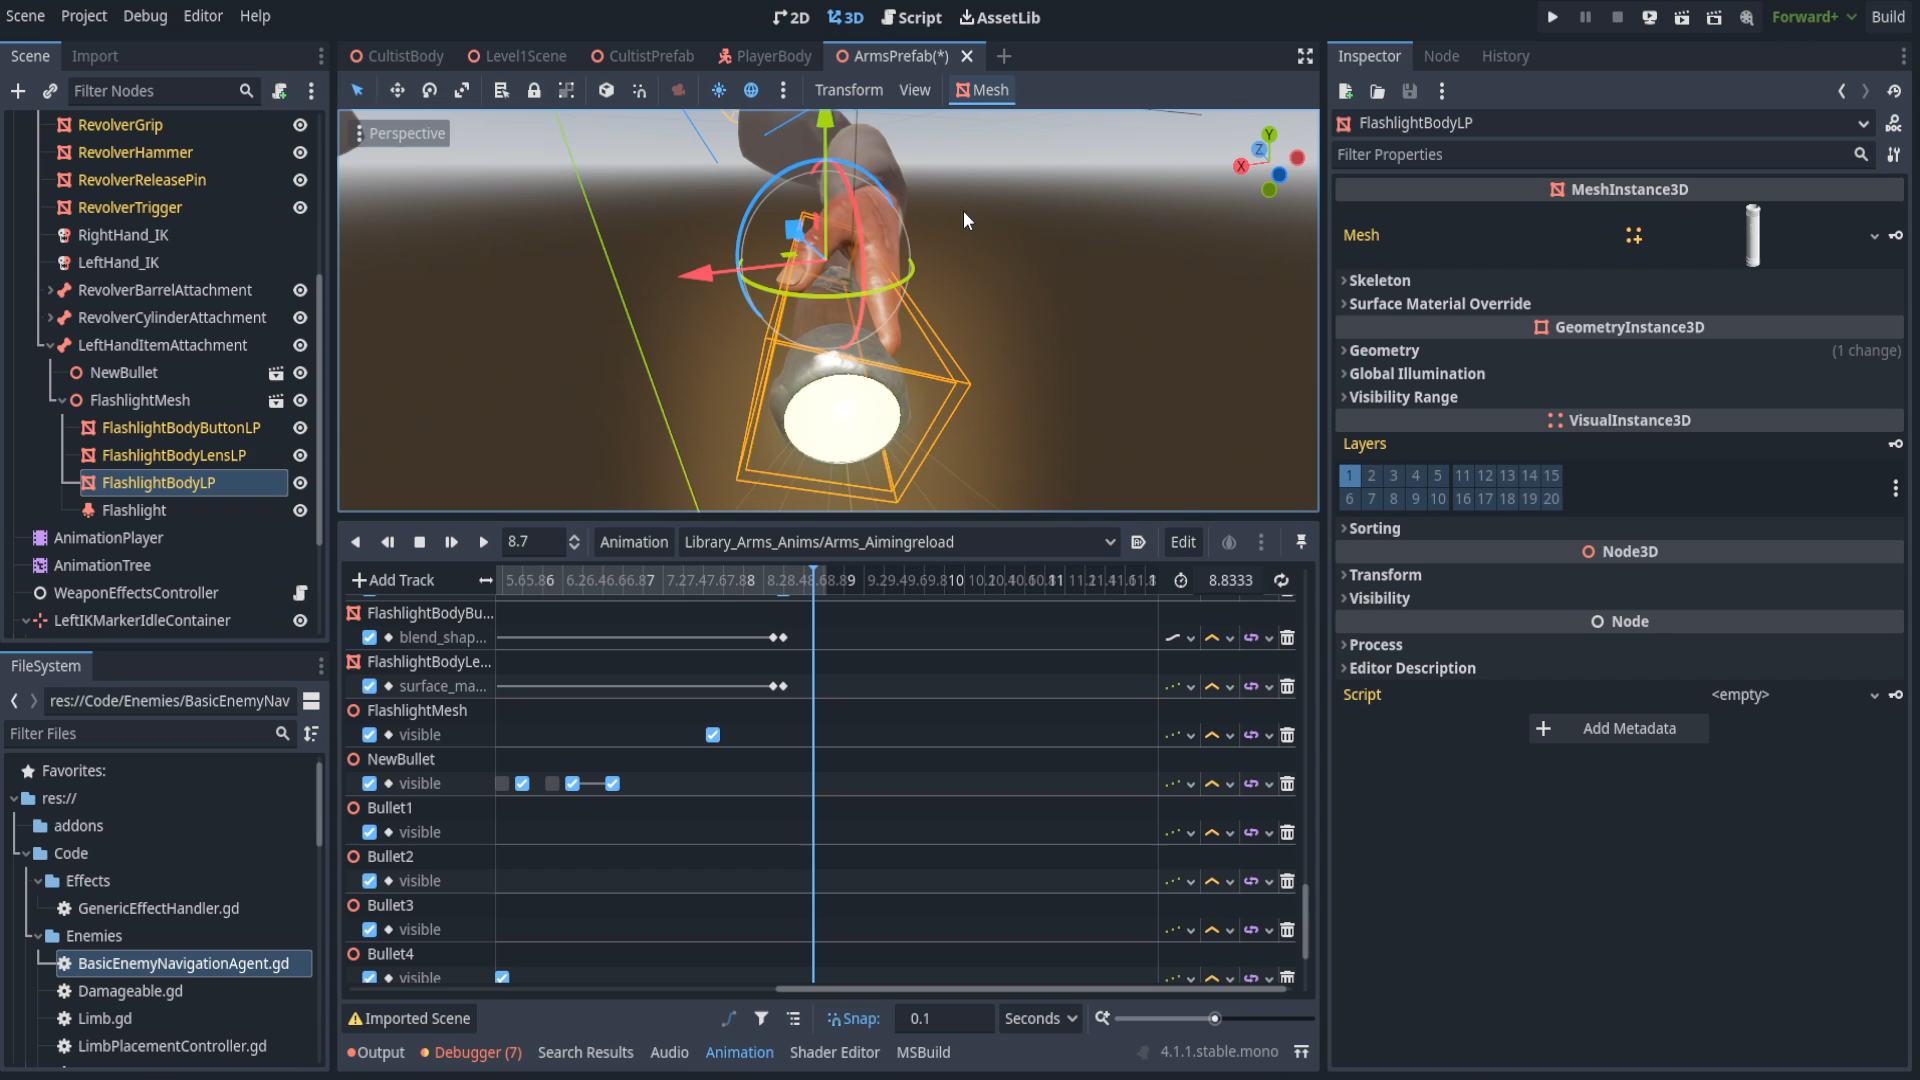 Scene Project Debug Editor Help
2D 3D Script AssetLib
Forward+ Build
Scene Import
Filter Nodes
RevolverGrip
RevolverHammer
RevolverReleasePin
RevolverTrigger
RightHand_IK
LeftHand_IK
RevolverBarrelAttachment
RevolverCylinderAttachment
LeftHandItemAttachment
NewBullet
FlashlightMesh
FlashlightBodyButtonLP
FlashlightBodyLensLP
FlashlightBodyLP
Flashlight
AnimationPlayer
AnimationTree
WeaponEffectsController
LeftIKMarkerIdleContainer
FileSystem
res://Code/Enemies/BasicEnemyNav
Filter Files
Favorites:
res://
addons
Code
Effects
GenericEffectHandler.gd
Enemies
BasicEnemyNavigationAgent.gd
Damageable.gd
Limb.gd
LimbPlacementController.gd
CultistBody Level1Scene CultistPrefab PlayerBody ArmsPrefab(*)
Transform View Mesh
Perspective
Y
Z
X
8.7 Animation Library_Arms_Anims/Arms_Aimingreload Edit
Add Track
8.8333
FlashlightBodyBu...
blend_shap...
FlashlightBodyLe...
surface_ma...
FlashlightMesh
visible
NewBullet
visible
Bullet1
visible
Bullet2
visible
Bullet3
visible
Bullet4
visible
Imported Scene Snap: 0.1 Seconds
Output Debugger (7) Search Results Audio Animation Shader Editor MSBuild 4.1.1.stable.mono
Inspector Node History
FlashlightBodyLP
DOC
Filter Properties
MeshInstance3D
Mesh
Skeleton
Surface Material Override
GeometryInstance3D
Geometry (1 change)
Global Illumination
Visibility Range
VisualInstance3D
Layers
1 2 3 4 5 11 12 13 14 15
6 7 8 9 10 16 17 18 19 20
Sorting
Node3D
Transform
Visibility
Node
Process
Editor Description
Script <empty>
Add Metadata